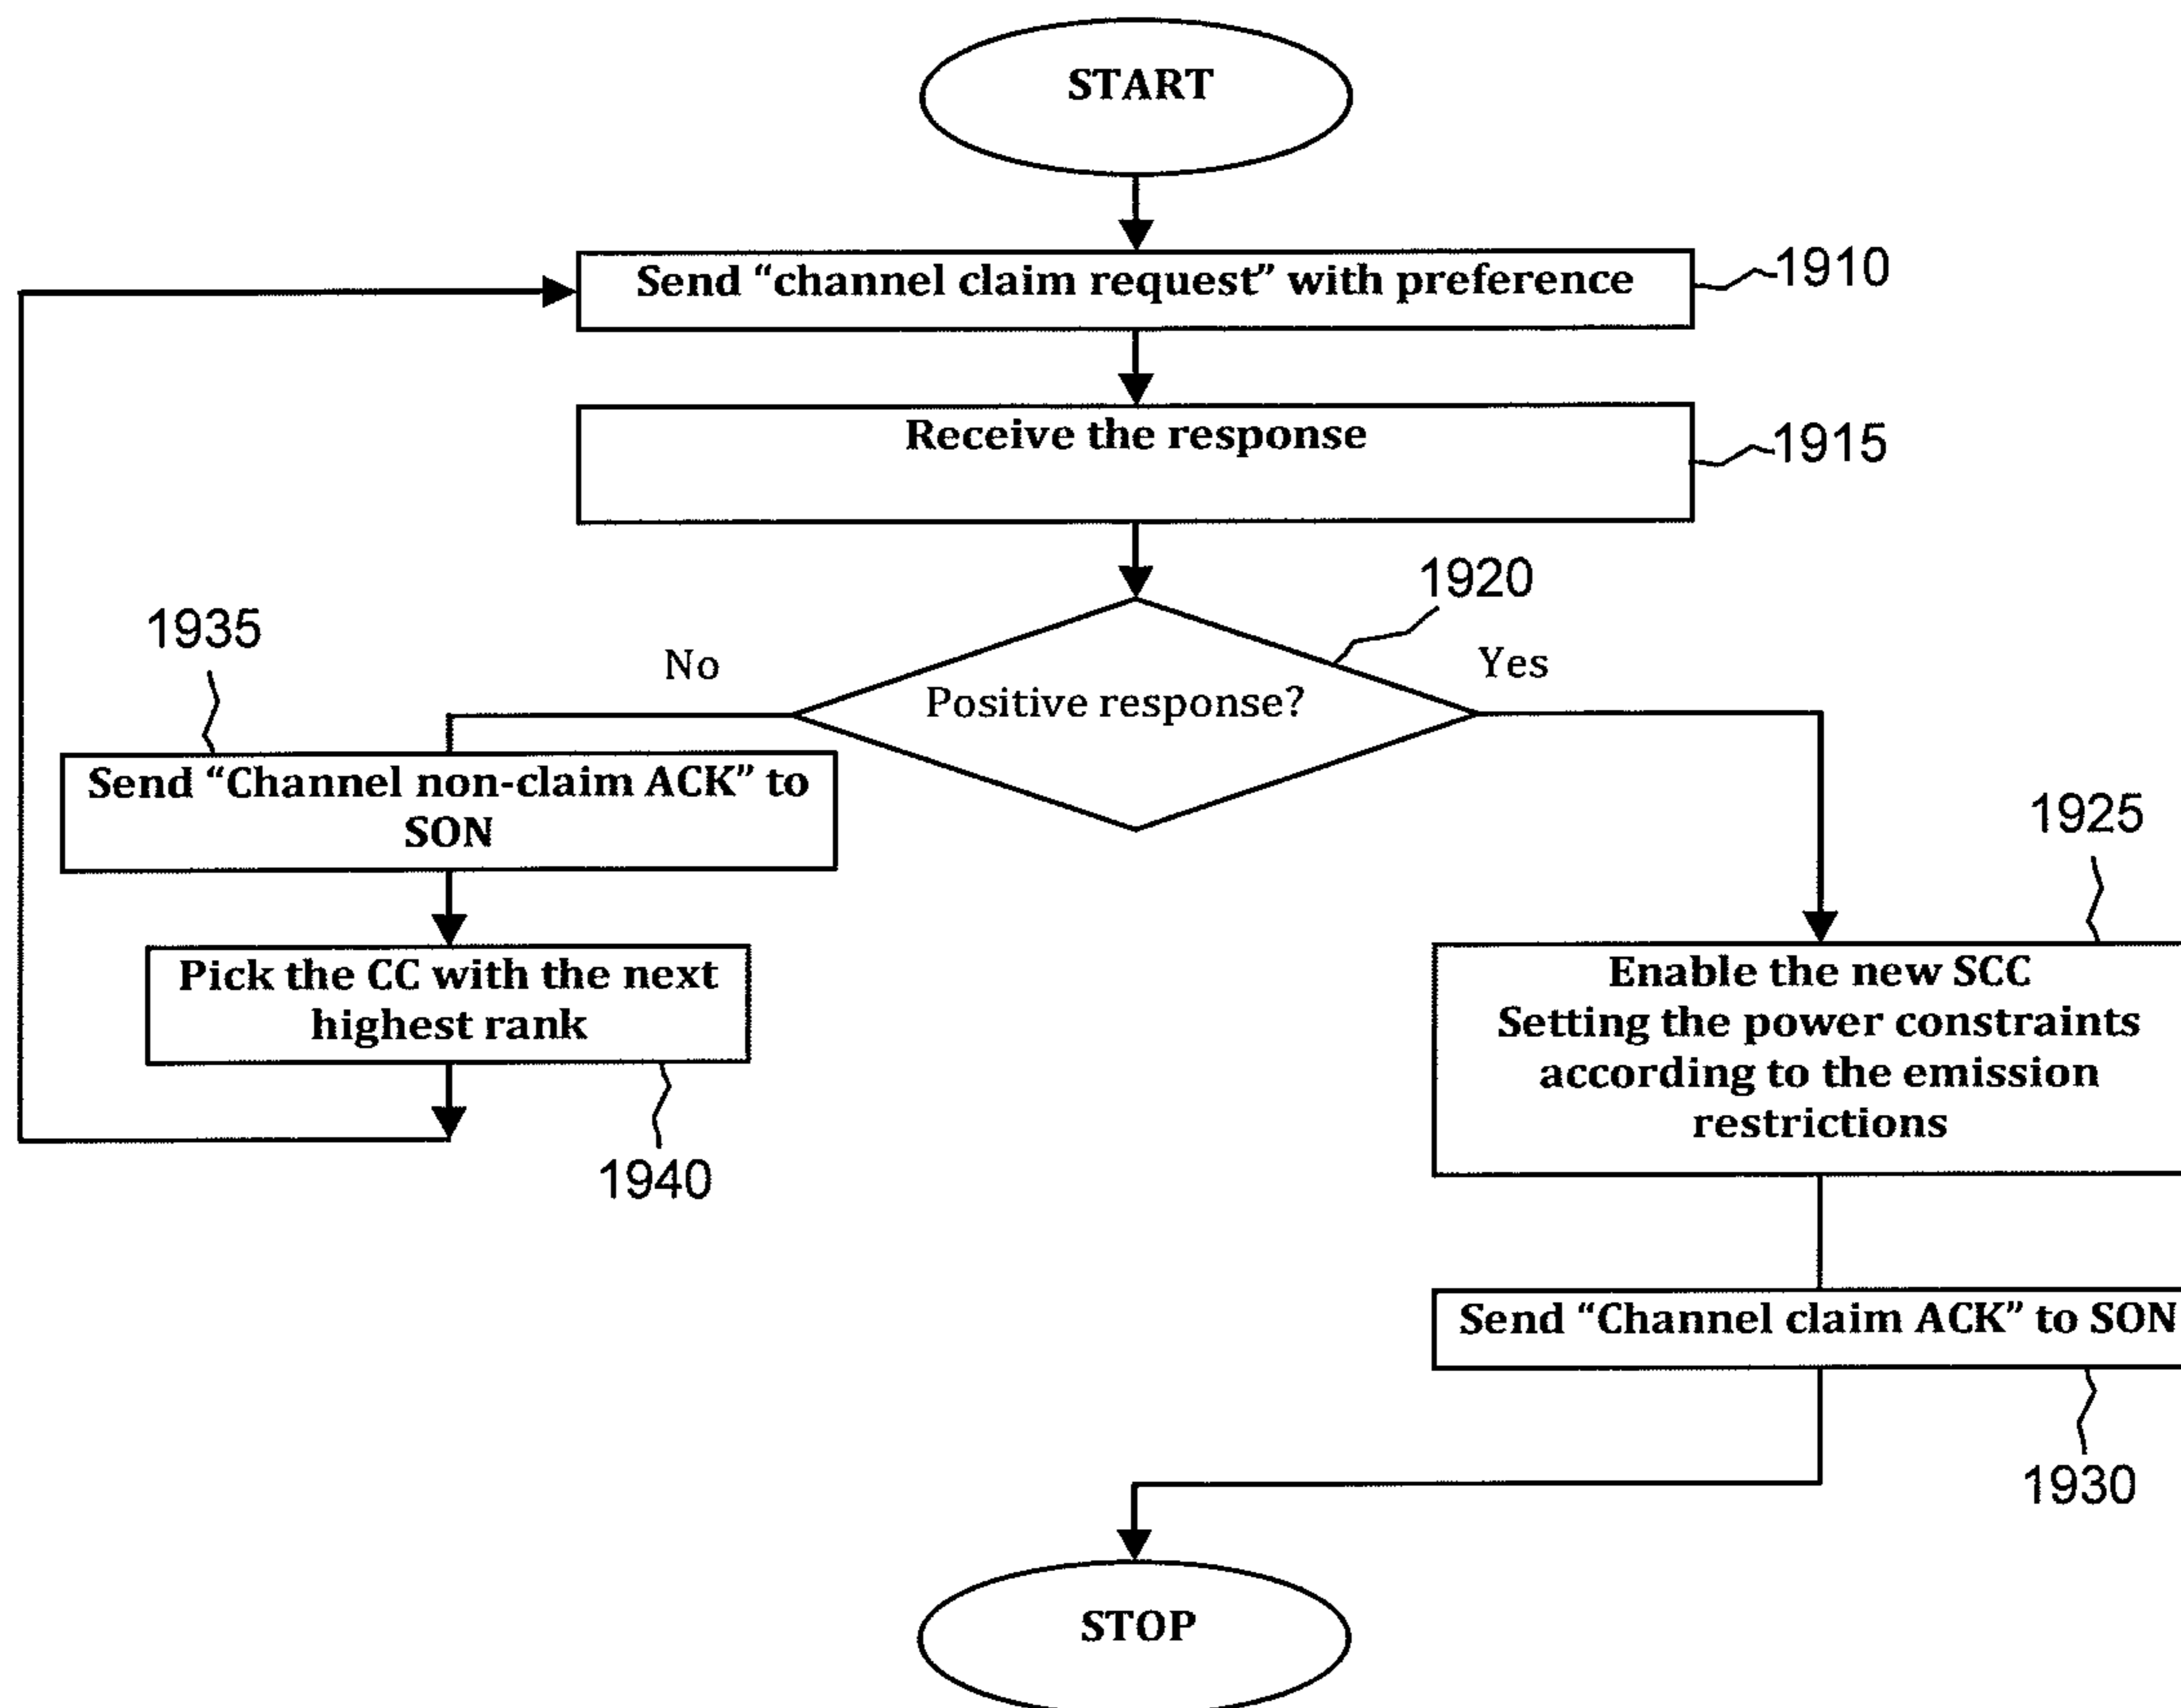 START
Send “channel claim request” with preference
1910
Receive the response
1915
1920
Positive response?
No
Yes
1935
Send “Channel non-claim ACK” to
SON
Pick the CC with the next
highest rank
1940
1925
Enable the new SCC
Setting the power constraints
according to the emission
restrictions
Send “Channel claim ACK” to SON
1930
STOP